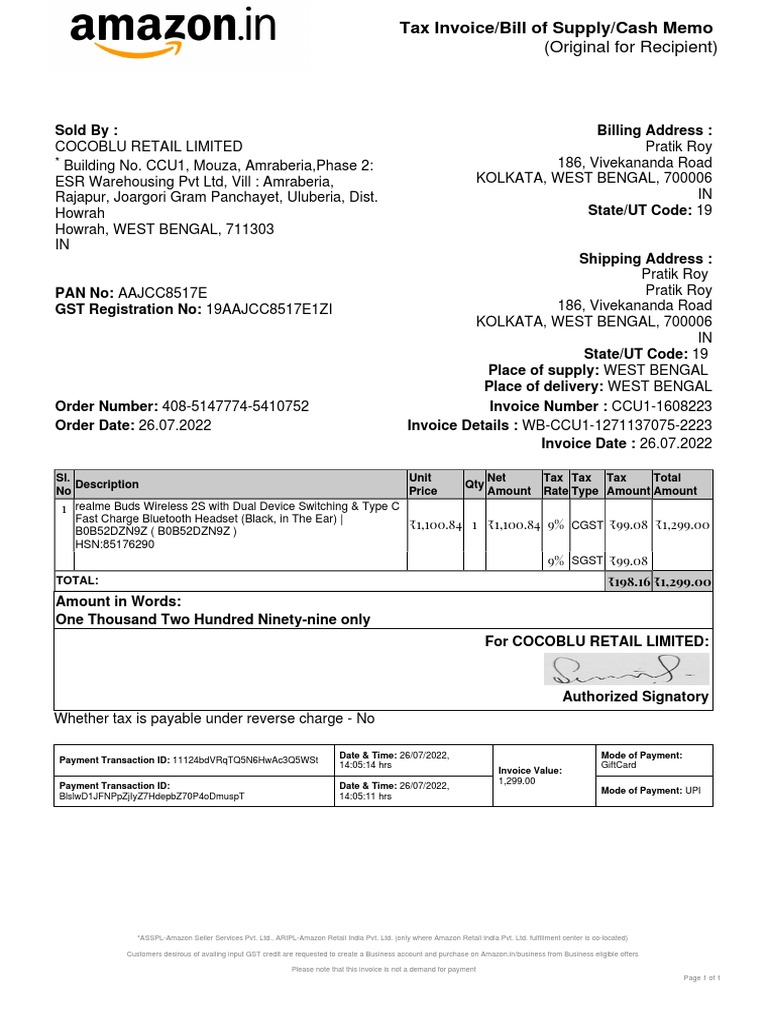 amazon.in
Tax Invoice/Bill of Supply/Cash Memo
(Original for Recipient)
Sold By :
COCOBLU RETAIL LIMITED
* Building No. CCU1, Mouza, Amraberia,Phase 2:
ESR Warehousing Pvt Ltd, Vill : Amraberia,
Rajapur, Joargori Gram Panchayet, Uluberia, Dist.
Howrah
Howrah, WEST BENGAL, 711303
IN
PAN No: AAJCC8517E
GST Registration No: 19AAJCC8517E1ZI
Billing Address :
Pratik Roy
186, Vivekananda Road
KOLKATA, WEST BENGAL, 700006
IN
State/UT Code: 19
Shipping Address :
Pratik Roy
Pratik Roy
186, Vivekananda Road
KOLKATA, WEST BENGAL, 700006
IN
State/UT Code: 19
Place of supply: WEST BENGAL
Place of delivery: WEST BENGAL
Order Number: 408-5147774-5410752
Order Date: 26.07.2022
Invoice Number : CCU1-1608223
Invoice Details : WB-CCU1-1271137075-2223
Invoice Date : 26.07.2022
Sl. No Description Unit Price Qty Net Amount Tax Rate Tax Type Tax Amount Total Amount
1 realme Buds Wireless 2S with Dual Device Switching & Type C
Fast Charge Bluetooth Headset (Black, in The Ear) |
B0B52DZN9Z ( B0B52DZN9Z )
HSN:85176290
₹1,100.84 1 ₹1,100.84 9% CGST ₹99.08 ₹1,299.00
9% SGST ₹99.08
TOTAL: ₹198.16 ₹1,299.00
Amount in Words:
One Thousand Two Hundred Ninety-nine only
For COCOBLU RETAIL LIMITED:
Authorized Signatory
Whether tax is payable under reverse charge - No
Payment Transaction ID: 11124bdVRqTQ5N6HwAc3Q5WSt
Date & Time: 26/07/2022,
14:05:14 hrs
Invoice Value:
1,299.00
Mode of Payment:
GiftCard
Payment Transaction ID:
BlslwD1JFNPpZjIyZ7HdepbZ70P4oDmuspT
Date & Time: 26/07/2022,
14:05:11 hrs
Mode of Payment: UPI
*ASSPL-Amazon Seller Services Pvt. Ltd., ARIPL-Amazon Retail India Pvt. Ltd. (only where Amazon Retail India Pvt. Ltd. fulfillment center is co-located)
Customers desirous of availing input GST credit are requested to create a Business account and purchase on Amazon.in/business from Business eligible offers
Please note that this invoice is not a demand for payment
Page 1 of 1